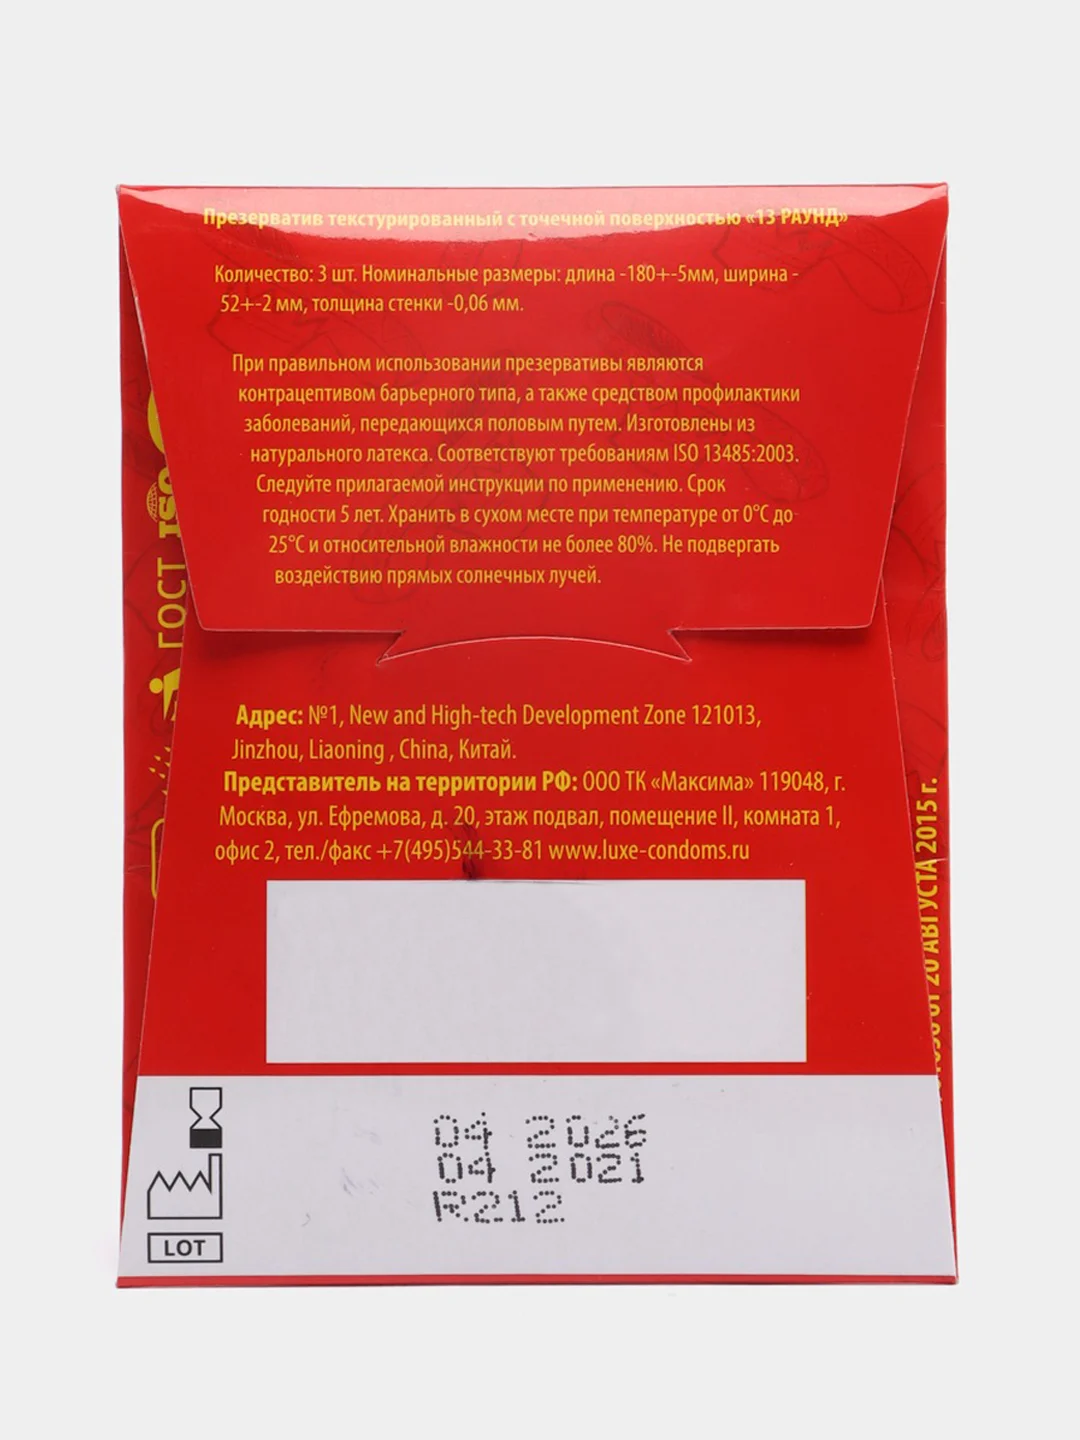 Презерватив текстурированный с точечной поверхностью «13 РАУНД»
Количество: 3 шт. Номинальные размеры: длина -180+-5мм, ширина -
52+-2 мм, толщина стенки -0,06 мм.
При правильном использовании презервативы являются
контрацептивом барьерного типа, а также средством профилактики
заболеваний, передающихся половым путем. Изготовлены из
натурального латекса. Соответствуют требованиям ISO 13485:2003.
Следуйте прилагаемой инструкции по применению. Срок
годности 5 лет. Хранить в сухом месте при температуре от 0°C до
25°C и относительной влажности не более 80%. Не подвергать
воздействию прямых солнечных лучей.
ГОСТ ISO
Адрес: №1, New and High-tech Development Zone 121013,
Jinzhou, Liaoning , China, Китай.
Представитель на территории РФ: ООО ТК «Максима» 119048, г.
Москва, ул. Ефремова, д. 20, этаж подвал, помещение II, комната 1,
офис 2, тел./факс +7(495)544-33-81 www.luxe-condoms.ru
от 20 АВГУСТА 2015 г.
04 2026
04 2021
R212
LOT